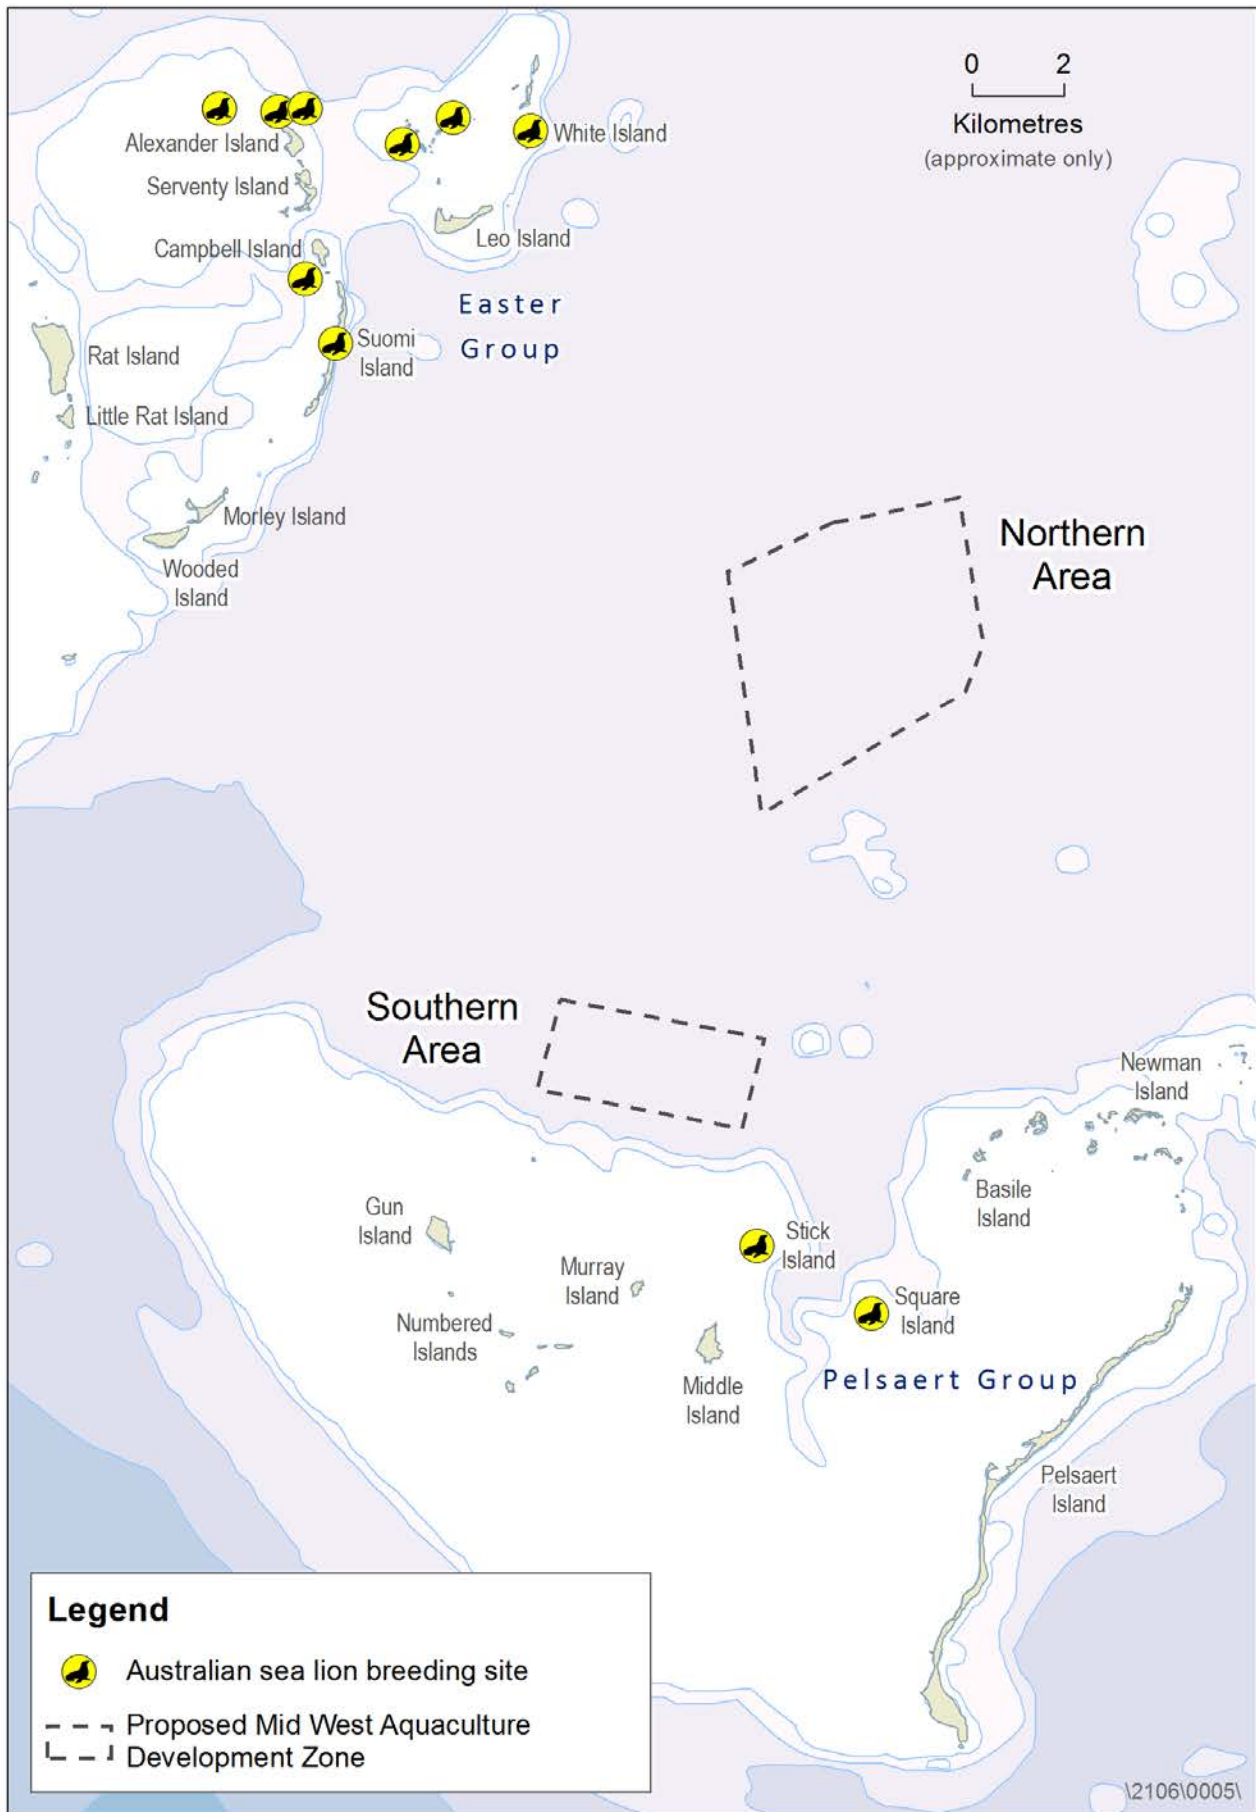 0 2
Kilometres
(approximate only)
Alexander Island
White Island
Serventy Island
Leo Island
Campbell Island
Easter
Group
Suomi
Island
Rat Island
Little Rat Island
Morley Island
Wooded
Island
Northern
Area
Southern
Area
Newman
Island
Basile
Island
Gun
Island
Stick
Island
Murray
Island
Square
Island
Numbered
Islands
Middle
Island
Pelsaert Group
Pelsaert
Island
Legend
Australian sea lion breeding site
Proposed Mid West Aquaculture
Development Zone
\2106\0005\